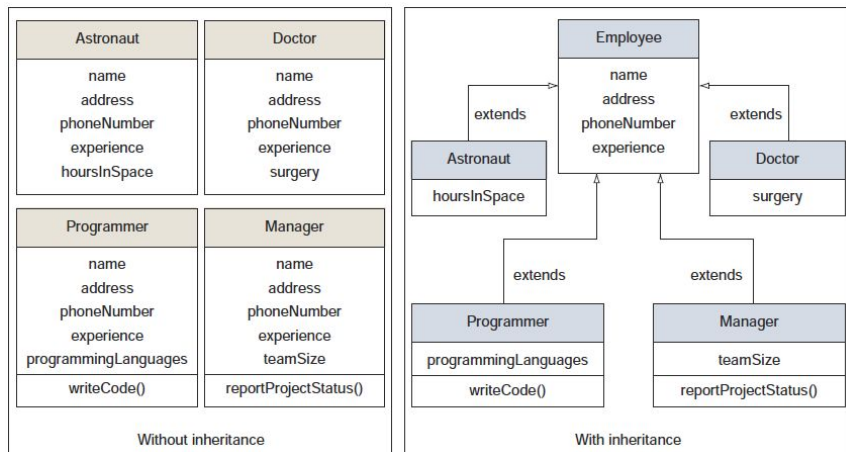 Astronaut
name
address
phoneNumber
experience
hoursInSpace
Doctor
name
address
phoneNumber
experience
surgery
Programmer
name
address
phoneNumber
experience
programmingLanguages
writeCode()
Manager
name
address
phoneNumber
experience
teamSize
reportProjectStatus()
Without inheritance
Employee
name
address
phoneNumber
experience
extends
extends
Astronaut
hoursInSpace
Doctor
surgery
extends
extends
Programmer
programmingLanguages
writeCode()
Manager
teamSize
reportProjectStatus()
With inheritance